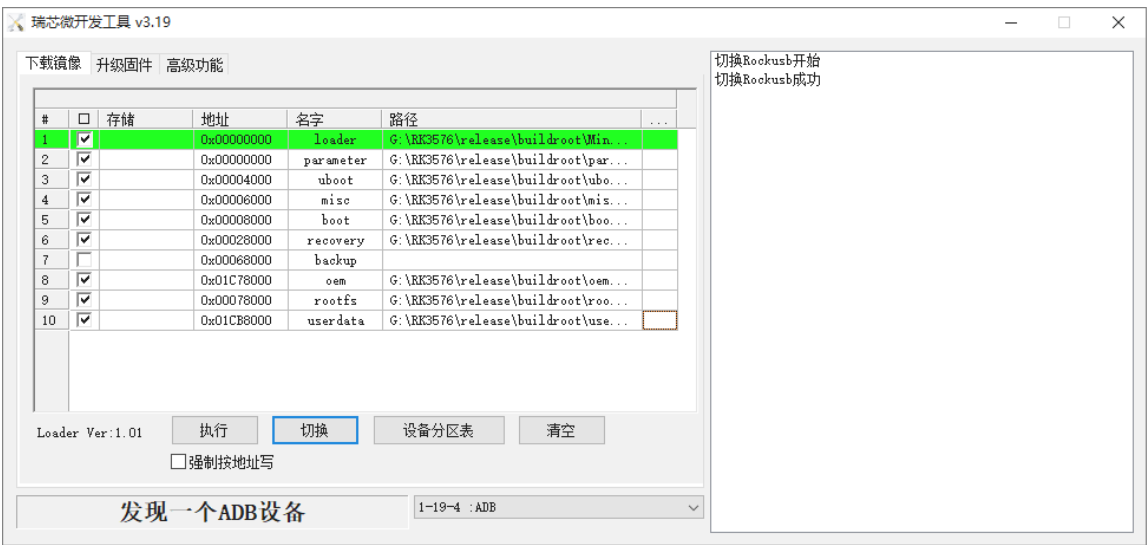 瑞芯微开发工具 v3.19
下载镜像 升级固件 高级功能
# 存储 地址 名字 路径 ...
1 0x00000000 loader G:\RK3576\release\buildroot\Min...
2 0x00000000 parameter G:\RK3576\release\buildroot\par...
3 0x00004000 uboot G:\RK3576\release\buildroot\ubo...
4 0x00006000 misc G:\RK3576\release\buildroot\mis...
5 0x00008000 boot G:\RK3576\release\buildroot\boo...
6 0x00028000 recovery G:\RK3576\release\buildroot\rec...
7 0x00068000 backup
8 0x01C78000 oem G:\RK3576\release\buildroot\oem...
9 0x00078000 rootfs G:\RK3576\release\buildroot\roo...
10 0x01CB8000 userdata G:\RK3576\release\buildroot\use...
Loader Ver:1.01 执行 切换 设备分区表 清空
强制按地址写
发现一个ADB设备 1-19-4 :ADB
切换Rockusb开始
切换Rockusb成功